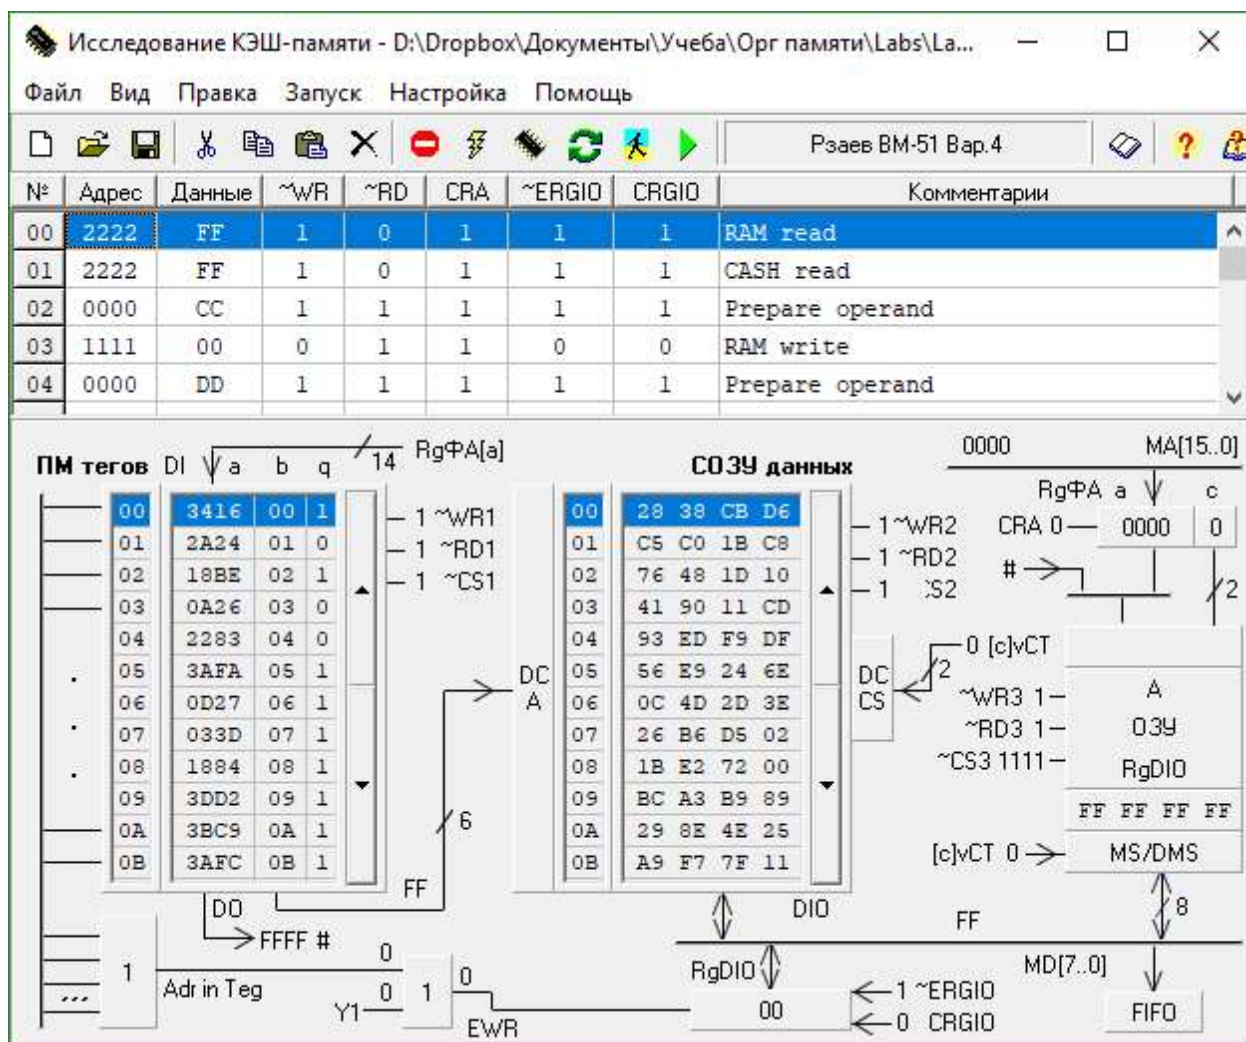 Исследование КЭШ-памяти - D:\Dropbox\Документы\Учеба\Орг памяти\Labs\La...
Файл Вид Правка Запуск Настройка Помощь
Рзаев ВМ-51 Вар.4
№ Адрес Данные ~WR ~RD CRA ~ERGIO CRGIO Комментарии
00 2222 FF 1 0 1 1 1 RAM read
01 2222 FF 1 0 1 1 1 CASH read
02 0000 CC 1 1 1 1 1 Prepare operand
03 1111 00 0 1 1 0 0 RAM write
04 0000 DD 1 1 1 1 1 Prepare operand
ПМ тегов DI a b q 14 RgФА[a] СОЗУ данных 0000 MA[15..0]
RgФА a c
00 3416 00 1 1 ~WR1 00 28 38 CB D6 1 ~WR2 CRA 0 0000 0
01 2A24 01 0 1 ~RD1 01 C5 C0 1B C8 1 ~RD2 #
02 18BE 02 1 1 ~CS1 02 76 48 1D 10 1 :S2 2
03 0A26 03 0 03 41 90 11 CD
04 2283 04 0 04 93 ED F9 DF 0 [c]vCT
05 3AFA 05 1 DC A 05 56 E9 24 6E DC CS 2 A
06 0D27 06 1 06 0C 4D 2D 3E ~WR3 1
07 033D 07 1 07 26 B6 D5 02 ~RD3 1 ОЗУ
08 1884 08 1 08 1B E2 72 00 ~CS3 1111 RgDIO
09 3DD2 09 1 09 BC A3 B9 89 FF FF FF FF
0A 3BC9 0A 1 6 0A 29 8E 4E 25
0B 3AFC 0B 1 0B A9 F7 7F 11 [c]vCT 0 MS/DMS
FF
DO DIO FF 8
FFFF #
0 RgDIO MD[7..0]
1 Adr in Teg 0 1 0 00 1 ~ERGIO FIFO
... Y1 EWR 0 CRGIO